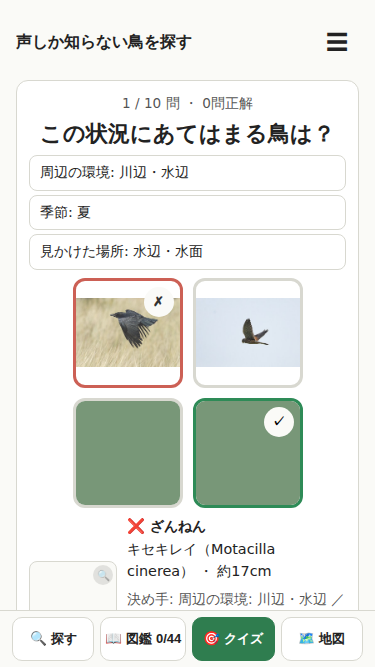 声しか知らない鳥を探す
☰
1 / 10 問 ・ 0問正解
この状況にあてはまる鳥は？
周辺の環境: 川辺・水辺
季節: 夏
見かけた場所: 水辺・水面
✗
✓
❌ ざんねん
キセキレイ（Motacilla
cinerea） ・ 約17cm
決め手: 周辺の環境: 川辺・水辺 ／
🔍 探す
📖 図鑑 0/44
🎯 クイズ
🗺️ 地図